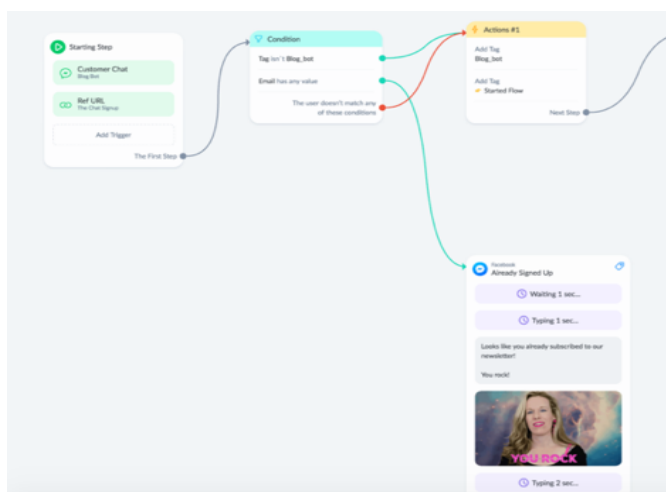 Starting Step
Customer Chat
Blog Bot
Ref URL
The Chat Signup
Add Trigger
The First Step
Condition
Tag isn't Blog_bot
Email has any value
The user doesn't match any
of these conditions
Actions #1
Add Tag
Blog_bot
Add Tag
Started Flow
Next Step
Facebook
Already Signed Up
Waiting 1 sec...
Typing 1 sec...
Looks like you already subscribed to our
newsletter!
You rock!
YOU ROCK
Typing 2 sec...